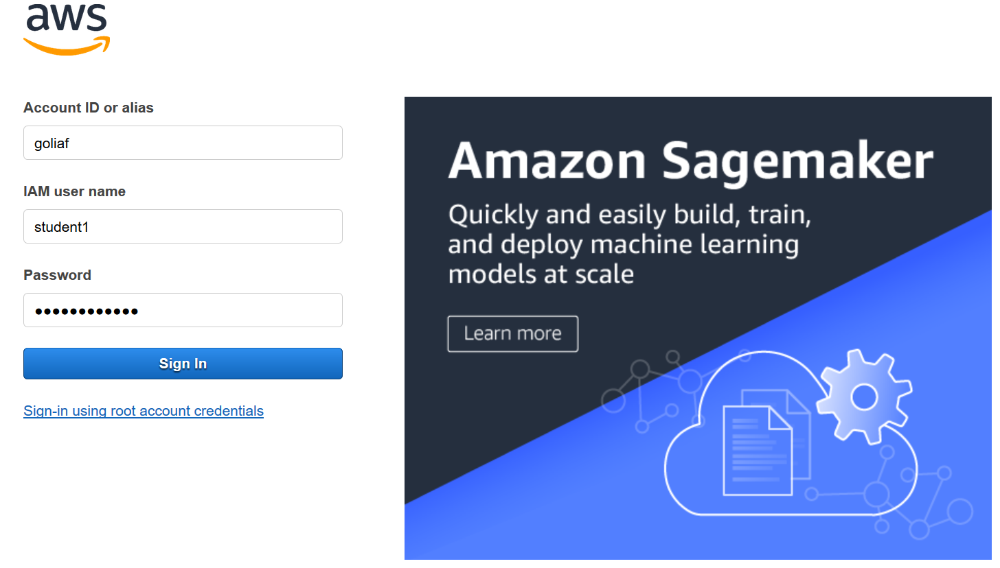 aws
Account ID or alias
goliaf
IAM user name
student1
Password
••••••••••••
Sign In
Sign-in using root account credentials
Amazon Sagemaker
Quickly and easily build, train,
and deploy machine learning
models at scale
Learn more